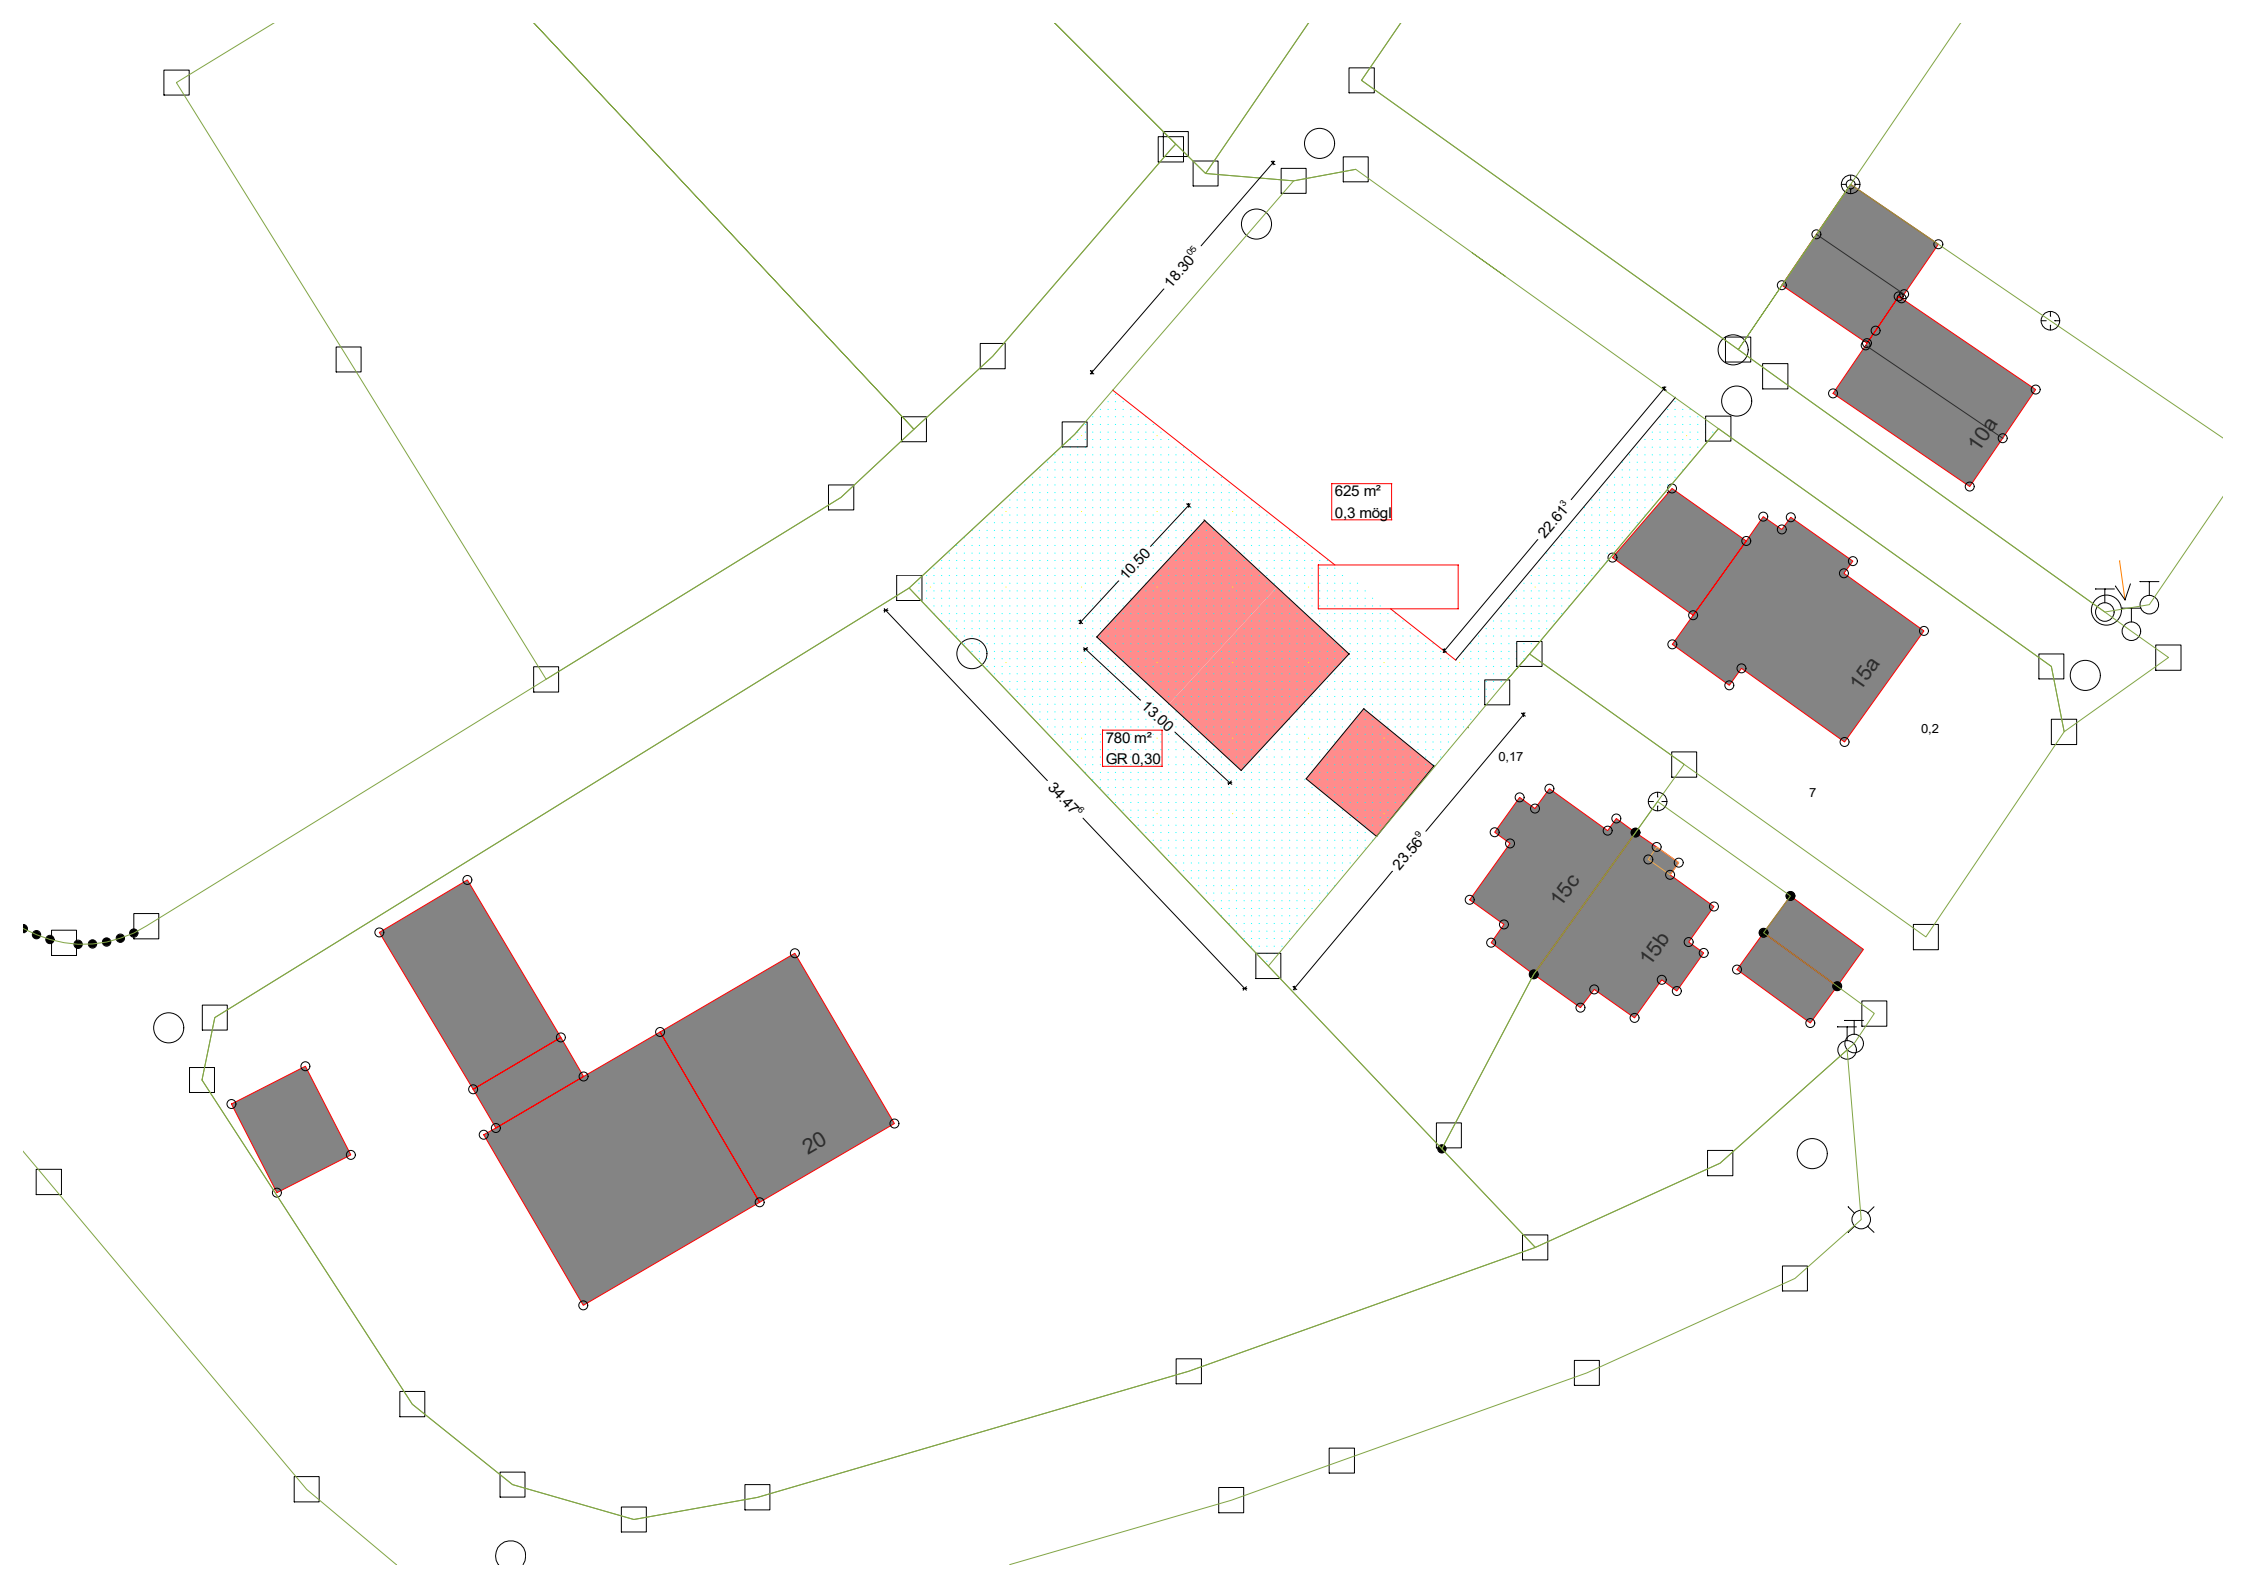 18.30⁰⁵
10a
625 m²
0,3 mögl
22.61³
10.50
15a
13.00
780 m²
GR 0,30
0,2
0,17
7
34.47⁶
23.56⁹
15c
15b
20